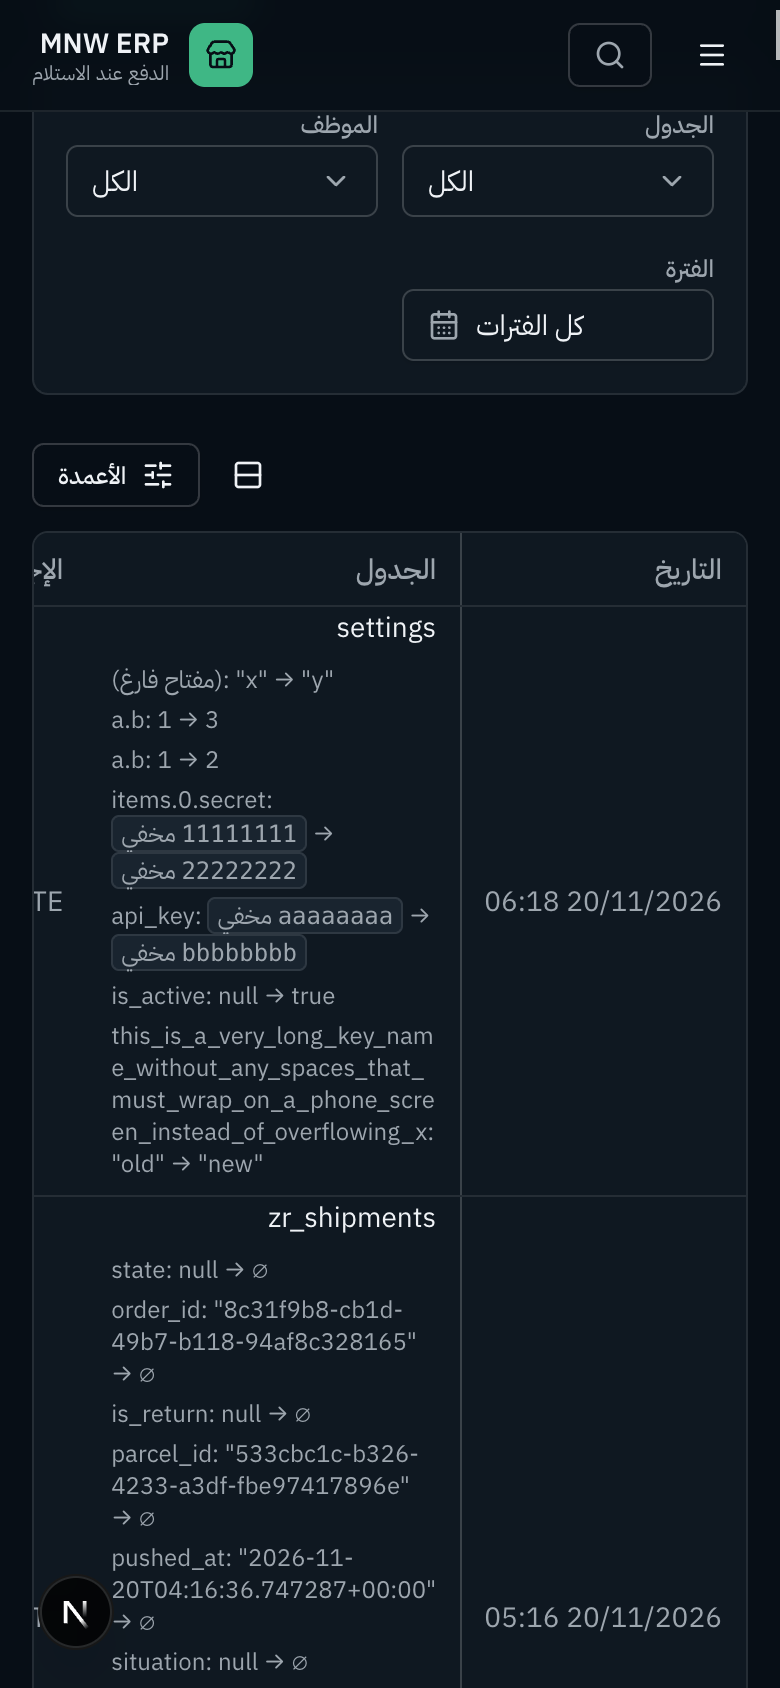 MNW ERP
الدفع عند الاستلام
الجدول
الموظف
الكل
الكل
الفترة
كل الفترات
الأعمدة
التاريخ
الجدول
settings
(مفتاح فارغ): "x" → "y"
a.b: 1 → 3
a.b: 1 → 2
items.0.secret:
مخفي 11111111 →
مخفي 22222222
api_key: مخفي aaaaaaaa →
مخفي bbbbbbbb
is_active: null → true
this_is_a_very_long_key_nam
e_without_any_spaces_that_
must_wrap_on_a_phone_scre
en_instead_of_overflowing_x:
"old" → "new"
06:18 20/11/2026
TE
zr_shipments
state: null → ∅
order_id: "8c31f9b8-cb1d-
49b7-b118-94af8c328165"
→ ∅
is_return: null → ∅
parcel_id: "533cbc1c-b326-
4233-a3df-fbe97417896e"
→ ∅
pushed_at: "2026-11-
20T04:16:36.747287+00:00"
→ ∅
situation: null → ∅
05:16 20/11/2026
N